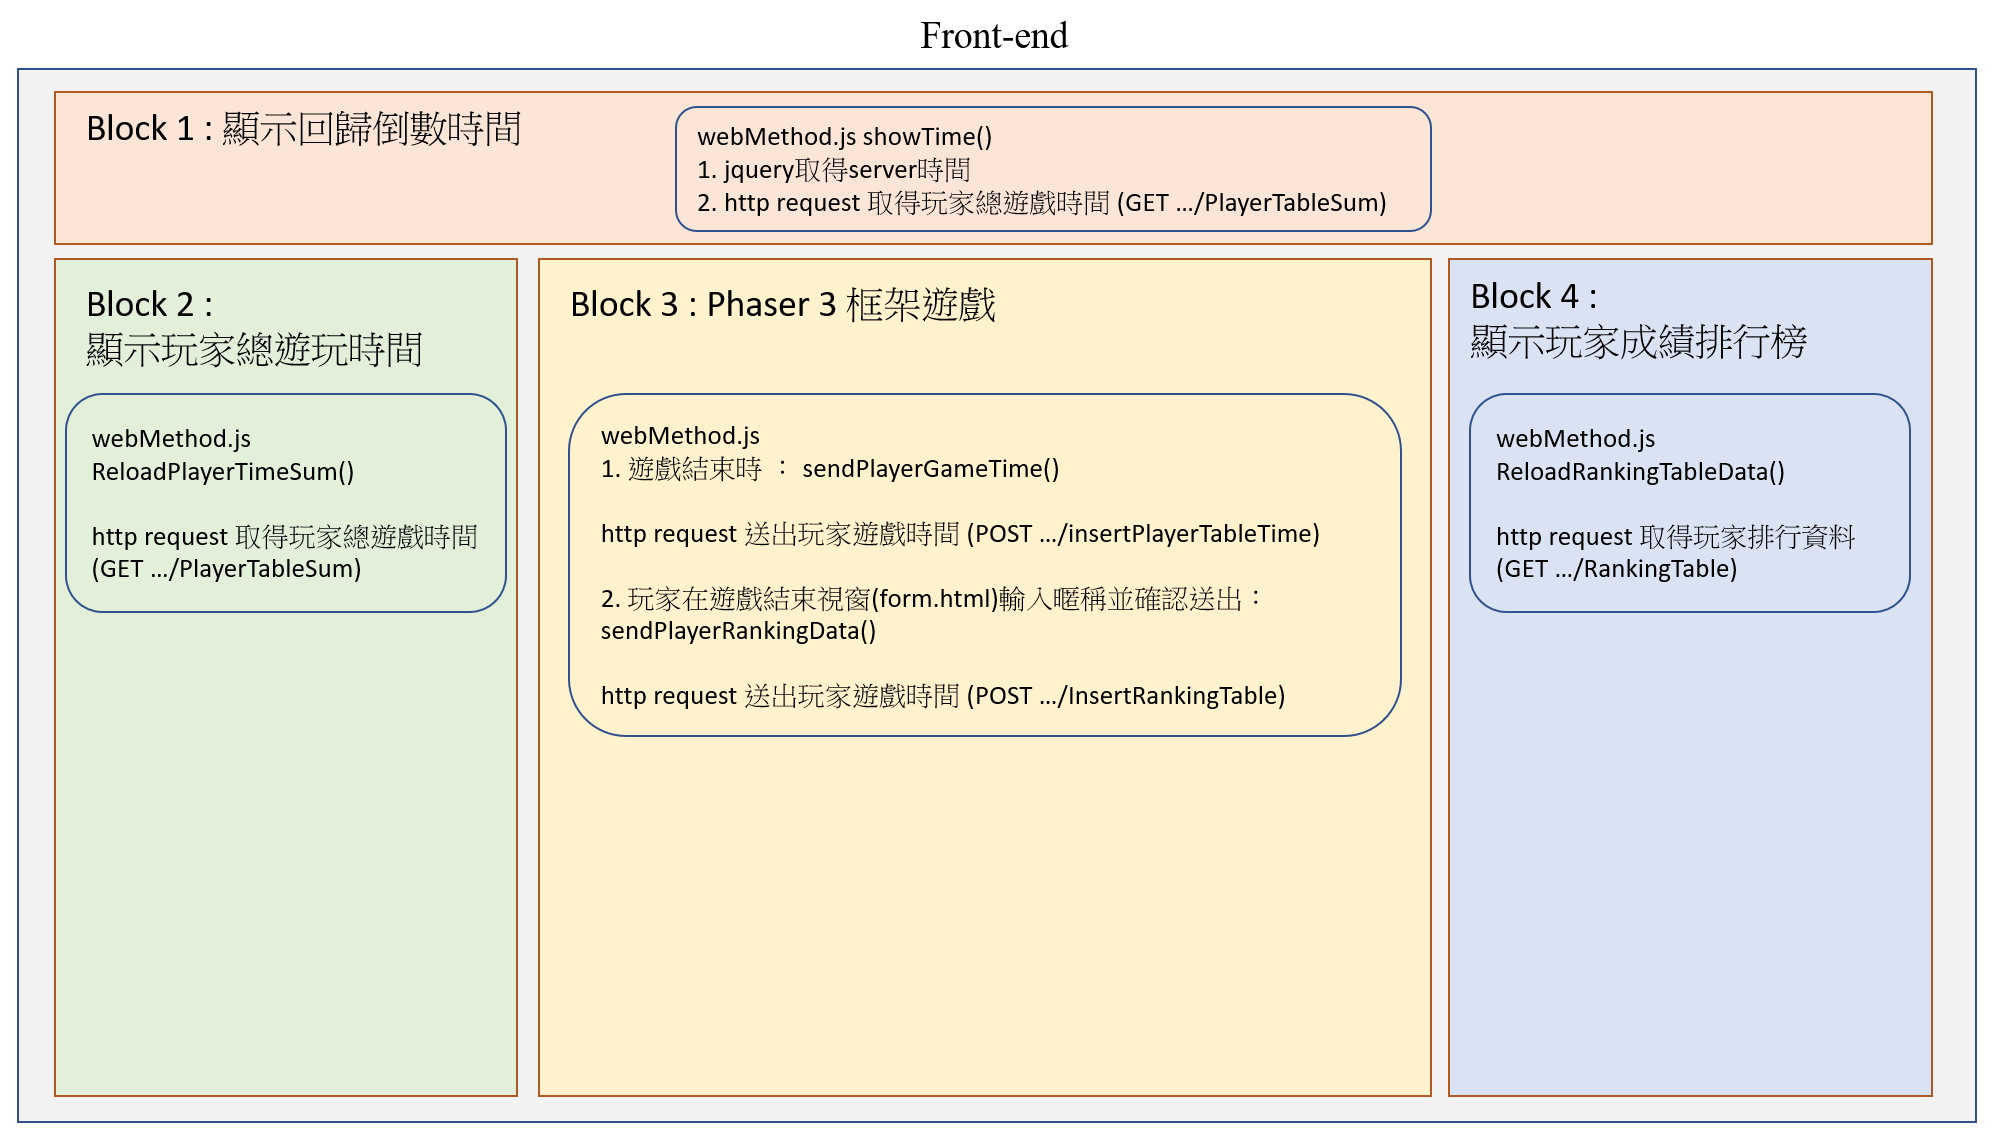 Front-end
Block 1 : 顯示回歸倒數時間
webMethod.js showTime()
1. jquery取得server時間
2. http request 取得玩家總遊戲時間 (GET …/PlayerTableSum)
Block 2 :
顯示玩家總遊玩時間
webMethod.js
ReloadPlayerTimeSum()
http request 取得玩家總遊戲時間
(GET …/PlayerTableSum)
Block 3 : Phaser 3 框架遊戲
webMethod.js
1. 遊戲結束時 ： sendPlayerGameTime()
http request 送出玩家遊戲時間 (POST …/insertPlayerTableTime)
2. 玩家在遊戲結束視窗(form.html)輸入暱稱並確認送出：
sendPlayerRankingData()
http request 送出玩家遊戲時間 (POST …/InsertRankingTable)
Block 4 :
顯示玩家成績排行榜
webMethod.js
ReloadRankingTableData()
http request 取得玩家排行資料
(GET …/RankingTable)